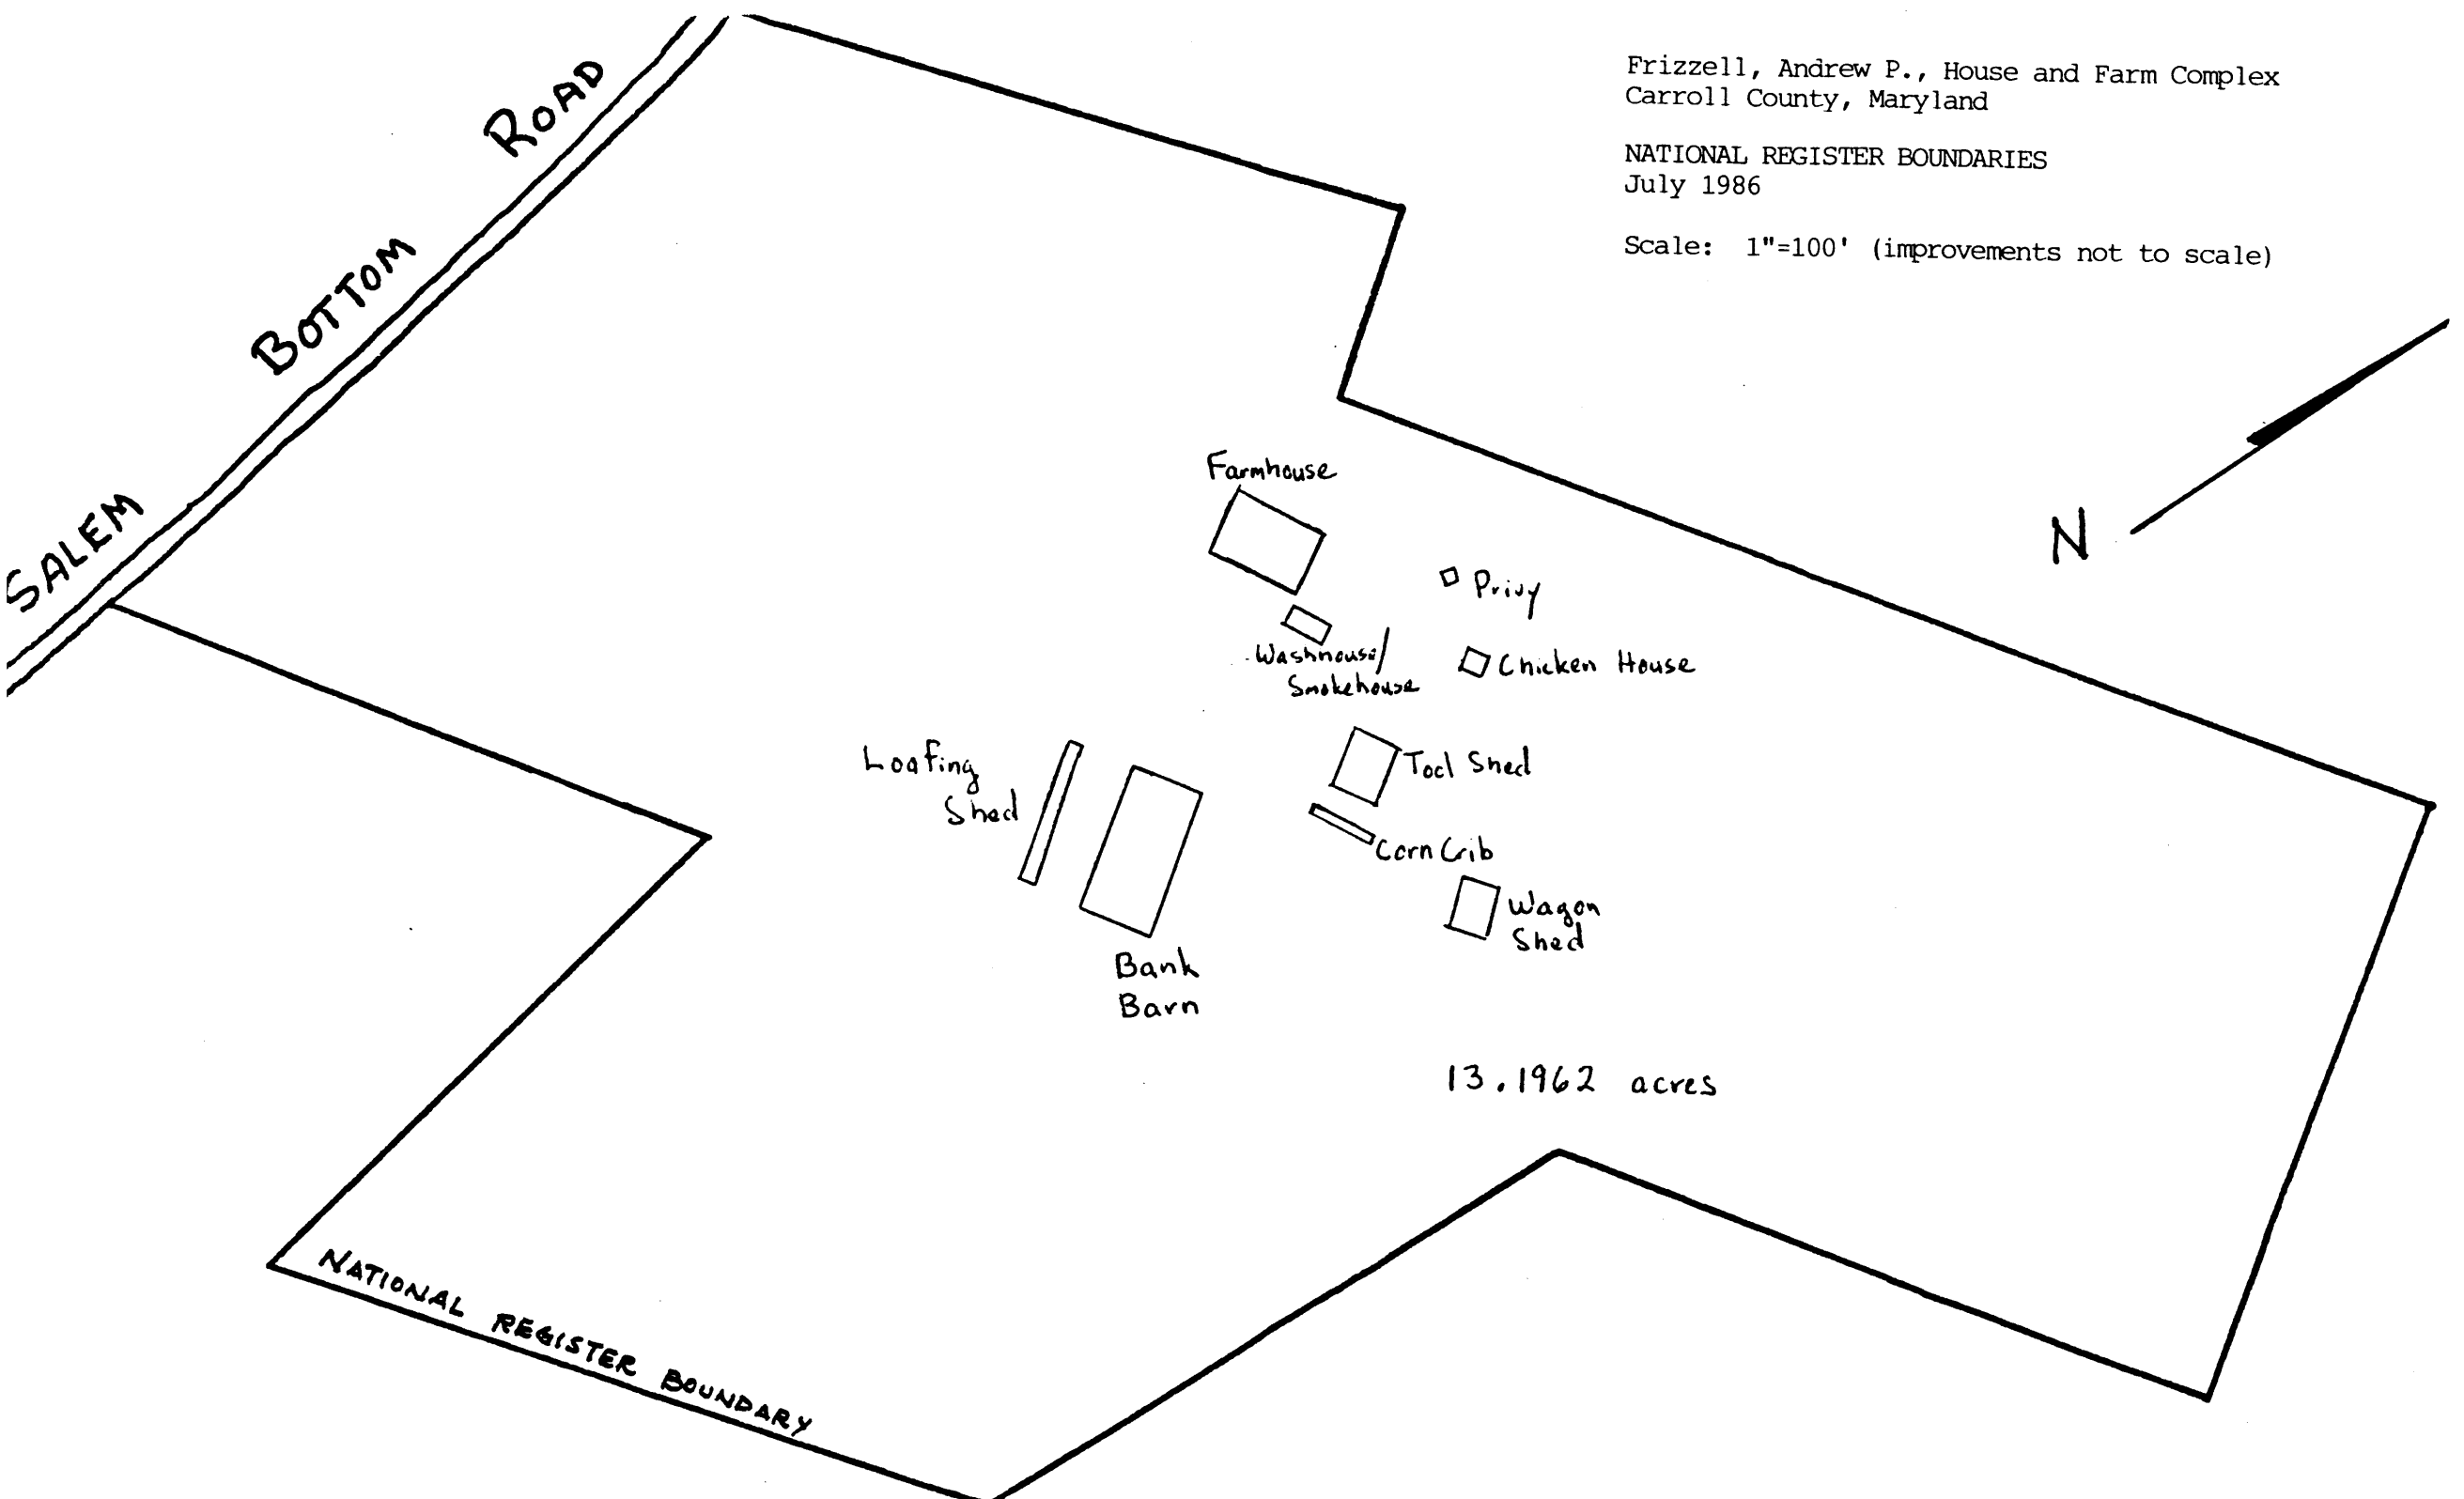 Frizzell, Andrew P., House and Farm Complex
Carroll County, Maryland
NATIONAL REGISTER BOUNDARIES
July 1986
Scale: 1"=100' (improvements not to scale)
SALEM BOTTOM ROAD
N
Farmhouse
Privy
Washhouse/
Smokehouse
Chicken House
Loafing
Shed
Tool Shed
Corn Crib
Wagon
Shed
Bank
Barn
13.1962 acres
NATIONAL REGISTER BOUNDARY